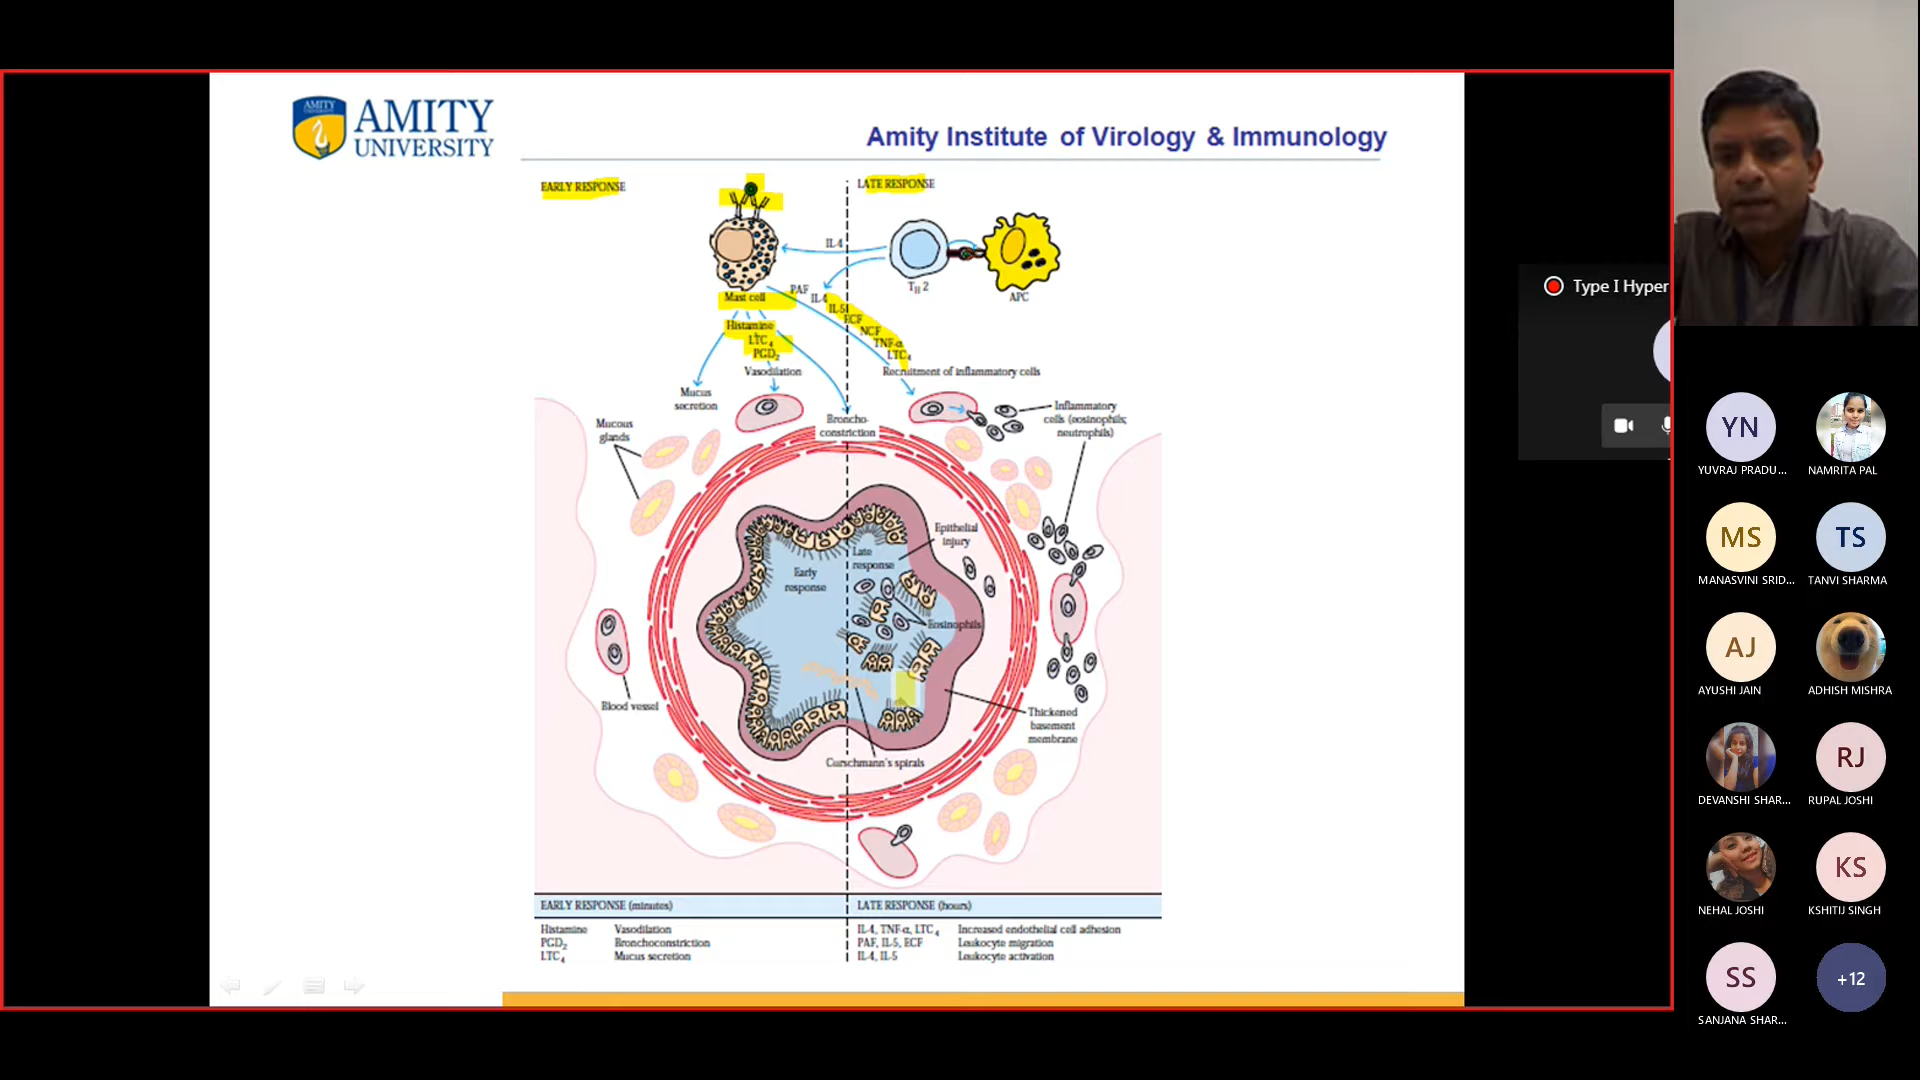 AMITY
AMITY
UNIVERSITY
Amity Institute of Virology & Immunology
EARLY RESPONSE
LATE RESPONSE
IL-4
Mast cell
PAF
IL-4
IL-5
ECF
NCF
TNF-α
LTC4
TH 2
APC
Histamine
LTC4
PGD2
Vasodilation
Recruitment of inflammatory cells
Mucus
secretion
Broncho-
constriction
Inflammatory
cells (eosinophils;
neutrophils)
Mucous
glands
Epithelial
injury
Late
response
Early
response
Eosinophils
Blood vessel
Thickened
basement
membrane
Curschmann's spirals
EARLY RESPONSE (minutes) LATE RESPONSE (hours)
Histamine Vasodilation IL-4, TNF-α, LTC4 Increased endothelial cell adhesion
PGD2 Bronchoconstriction PAF, IL-5, ECF Leukocyte migration
LTC4 Mucus secretion IL-4, IL-5 Leukocyte activation
Type I Hyper
YN
YUVRAJ PRADU...
NAMRITA PAL
MS
MANASVINI SRID...
TS
TANVI SHARMA
AJ
AYUSHI JAIN
ADHISH MISHRA
DEVANSHI SHAR...
RJ
RUPAL JOSHI
NEHAL JOSHI
KS
KSHITIJ SINGH
SS
SANJANA SHAR...
+12